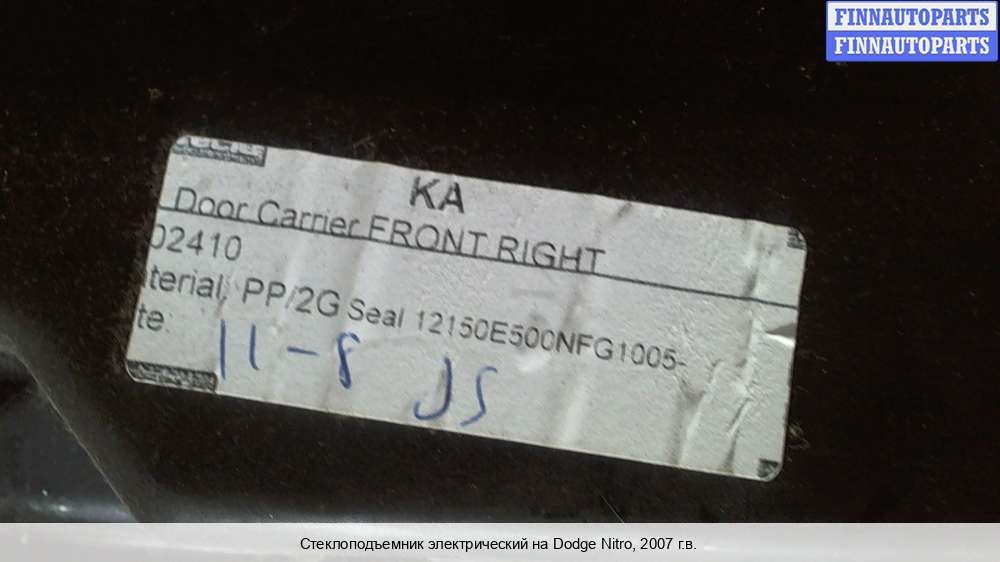 FINNAUTOPARTS
FINNAUTOPARTS
KA
Door Carrier FRONT RIGHT
02410
terial, PP/2G Seal 12150E500NFG1005-
te:
11-8 JS
Стеклоподъемник электрический на Dodge Nitro, 2007 г.в.